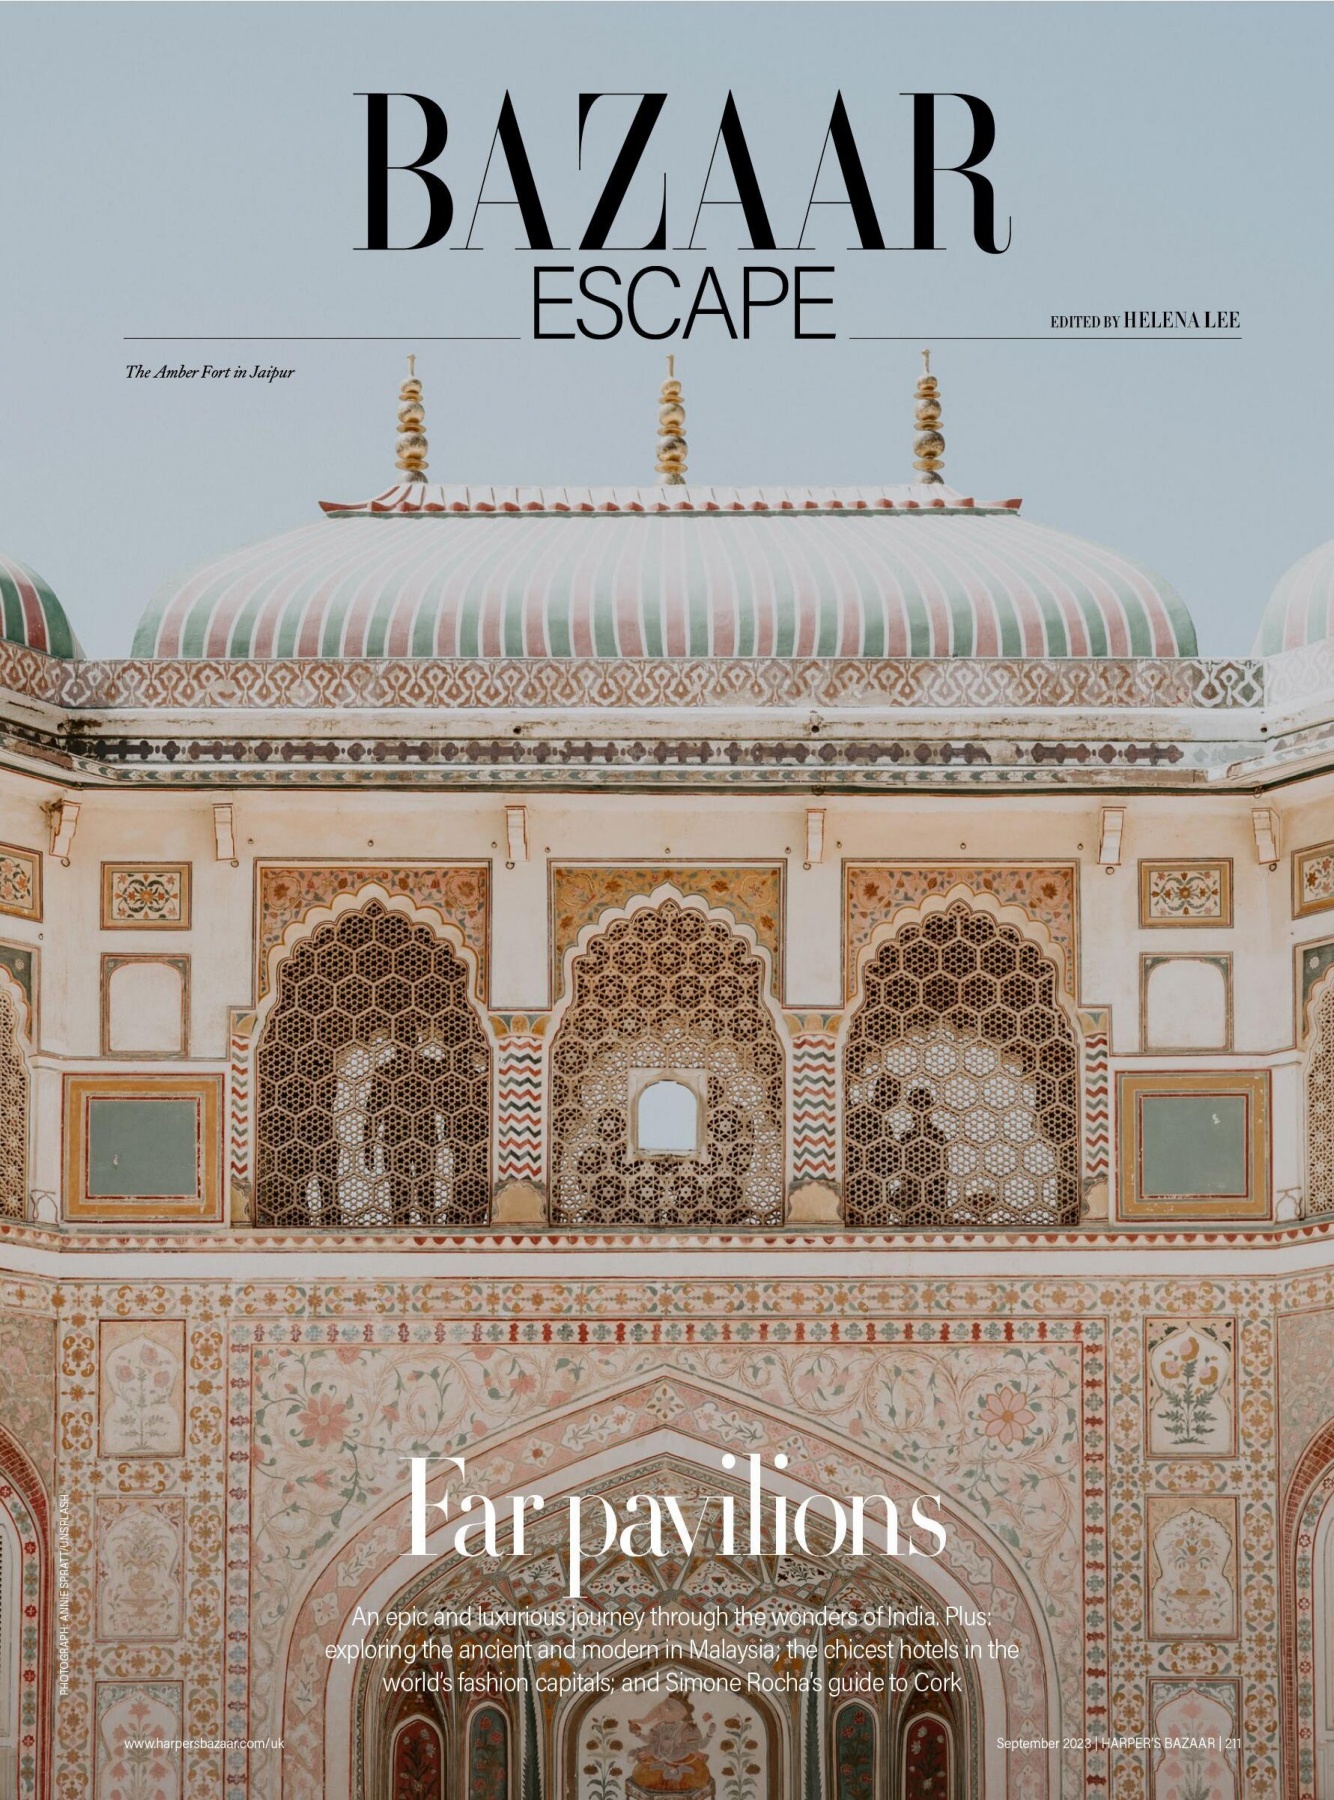 BAZAAR
ESCAPE
EDITED BY HELENA LEE
The Amber Fort in Jaipur
Far pavilions
An epic and luxurious journey through the wonders of India. Plus:
exploring the ancient and modern in Malaysia; the chicest hotels in the
world's fashion capitals; and Simone Rocha's guide to Cork
PHOTOGRAPH: ANNIE SPRATT/UNSPLASH
www.harpersbazaar.com/uk
September 2023 | HARPER'S BAZAAR | 211